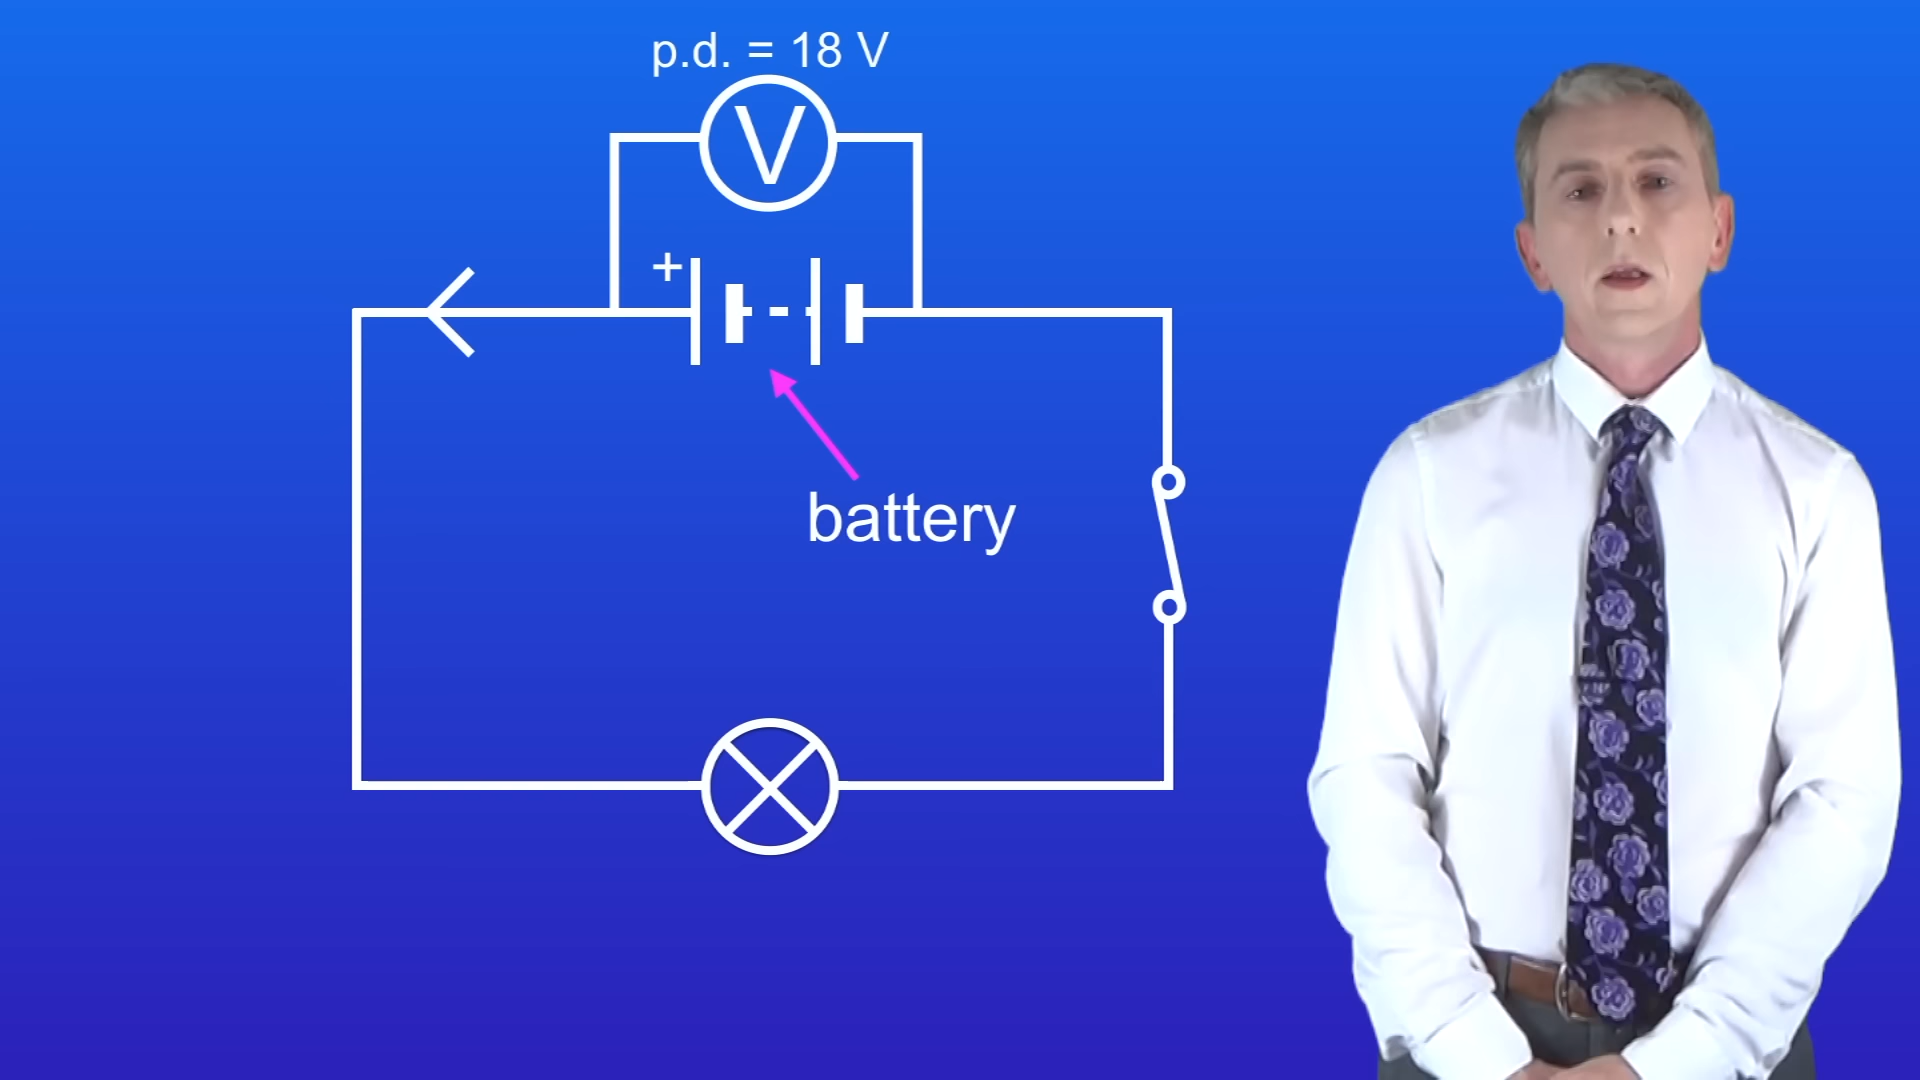 p.d. = 18 V
V
+
battery